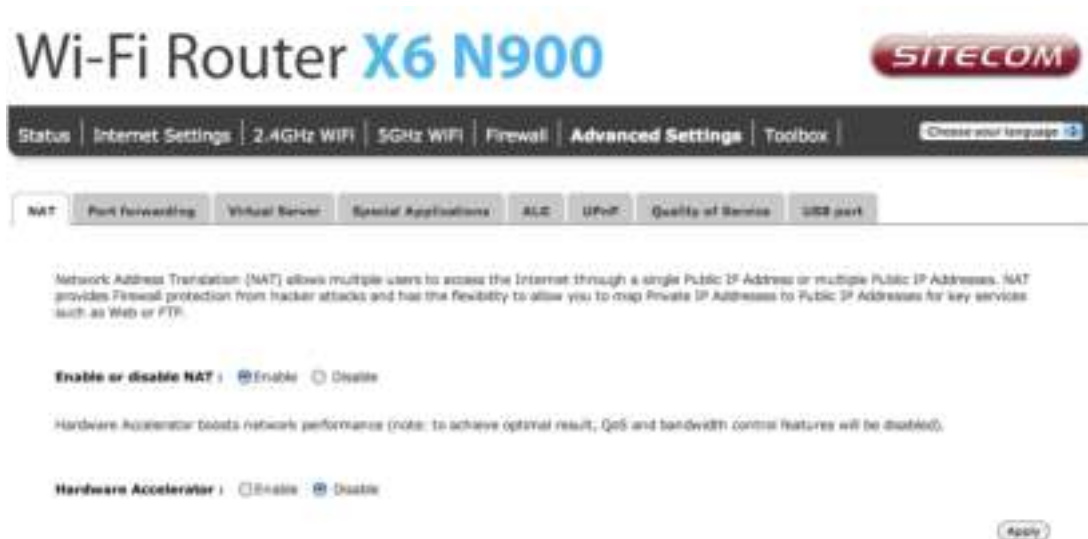 Wi-Fi Router X6 N900
SITECOM
Status | Internet Settings | 2.4GHz WiFi | 5GHz WiFi | Firewall | Advanced Settings | Toolbox |
Choose your language
NAT
Port forwarding
Virtual Server
Special Applications
ALG
UPnP
Quality of Service
USB port
Network Address Translation (NAT) allows multiple users to access the Internet through a single Public IP Address or multiple Public IP Addresses. NAT
provides Firewall protection from hacker attacks and has the flexibility to allow you to map Private IP Addresses to Public IP Addresses for key services
such as Web or FTP.
Enable or disable NAT : Enable Disable
Hardware Accelerator boosts network performance (note: to achieve optimal result, QoS and bandwidth control features will be disabled).
Hardware Accelerator : Enable Disable
Apply